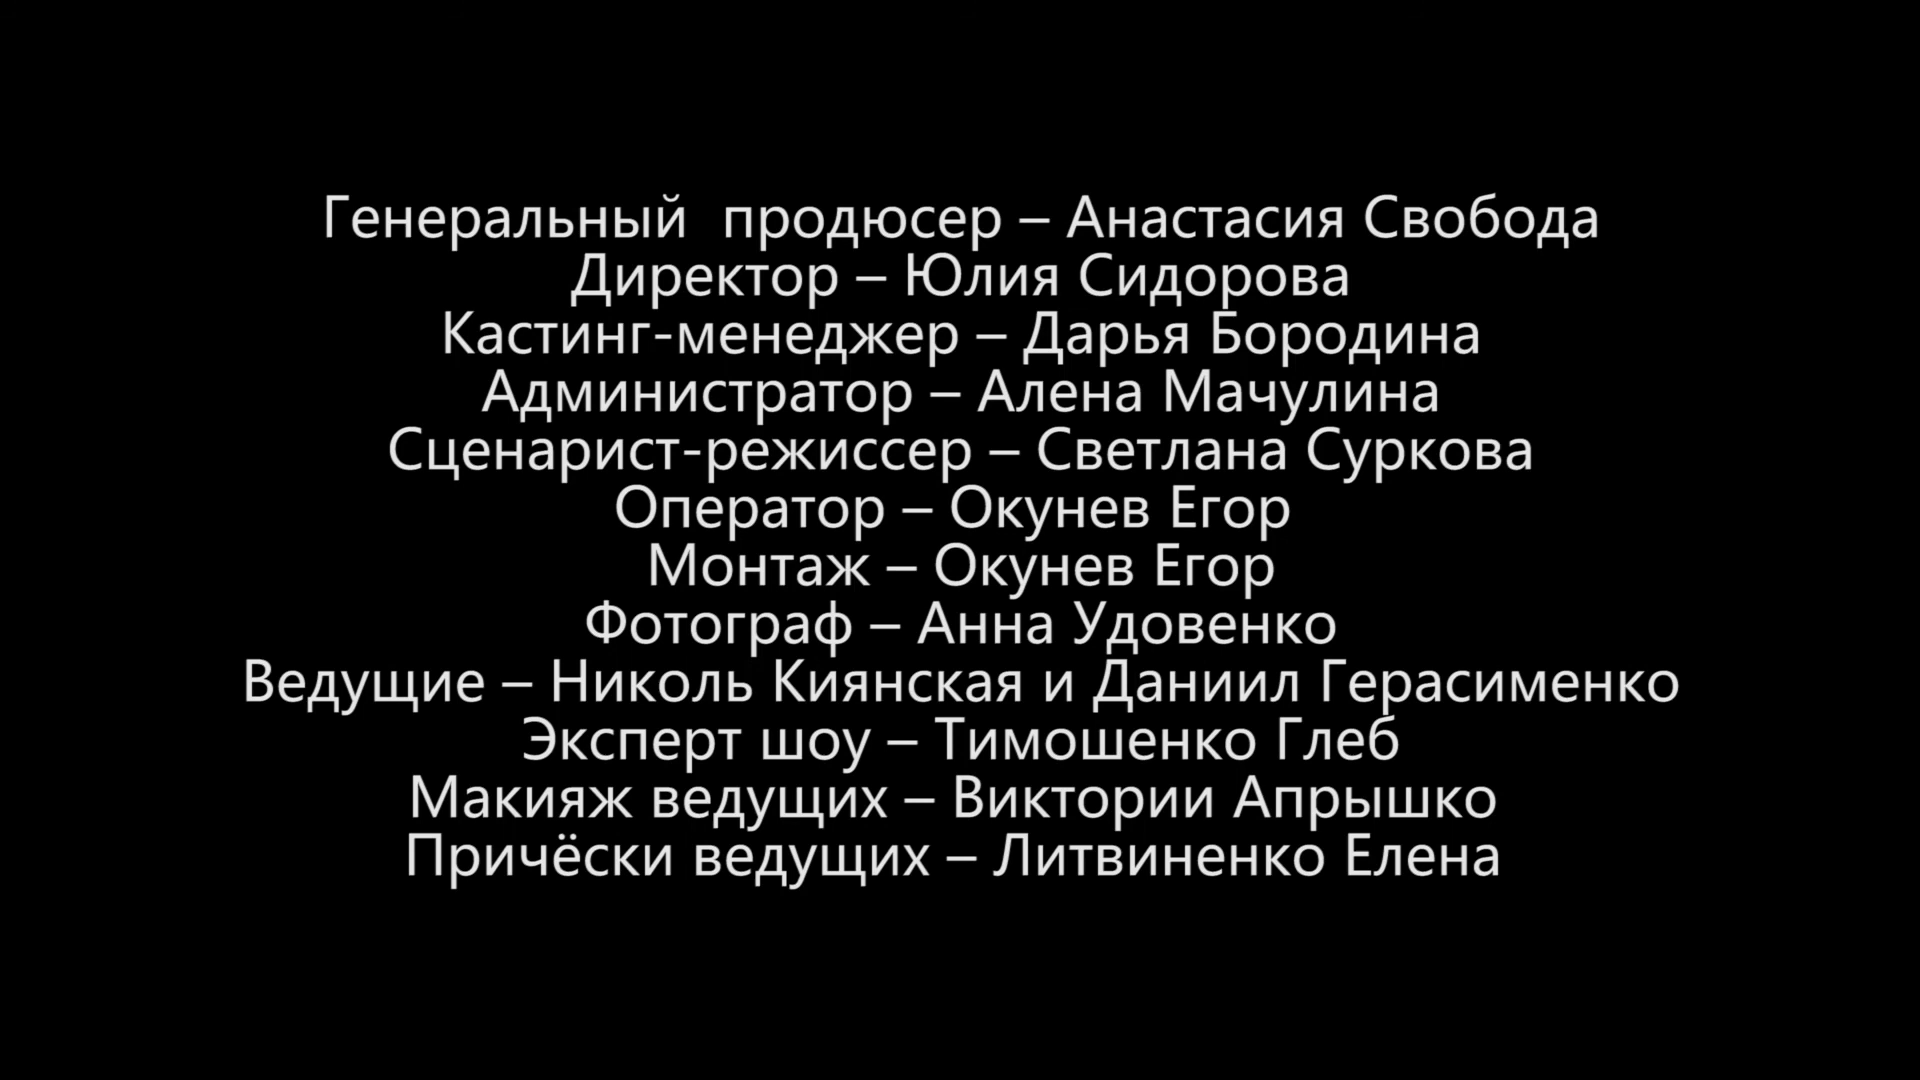 Генеральный  продюсер – Анастасия Свобода
Директор – Юлия Сидорова
Кастинг-менеджер – Дарья Бородина
Администратор – Алена Мачулина
Сценарист-режиссер – Светлана Суркова
Оператор – Окунев Егор
Монтаж – Окунев Егор
Фотограф – Анна Удовенко
Ведущие – Николь Киянская и Даниил Герасименко
Эксперт шоу – Тимошенко Глеб
Макияж ведущих – Виктории Апрышко
Причёски ведущих – Литвиненко Елена